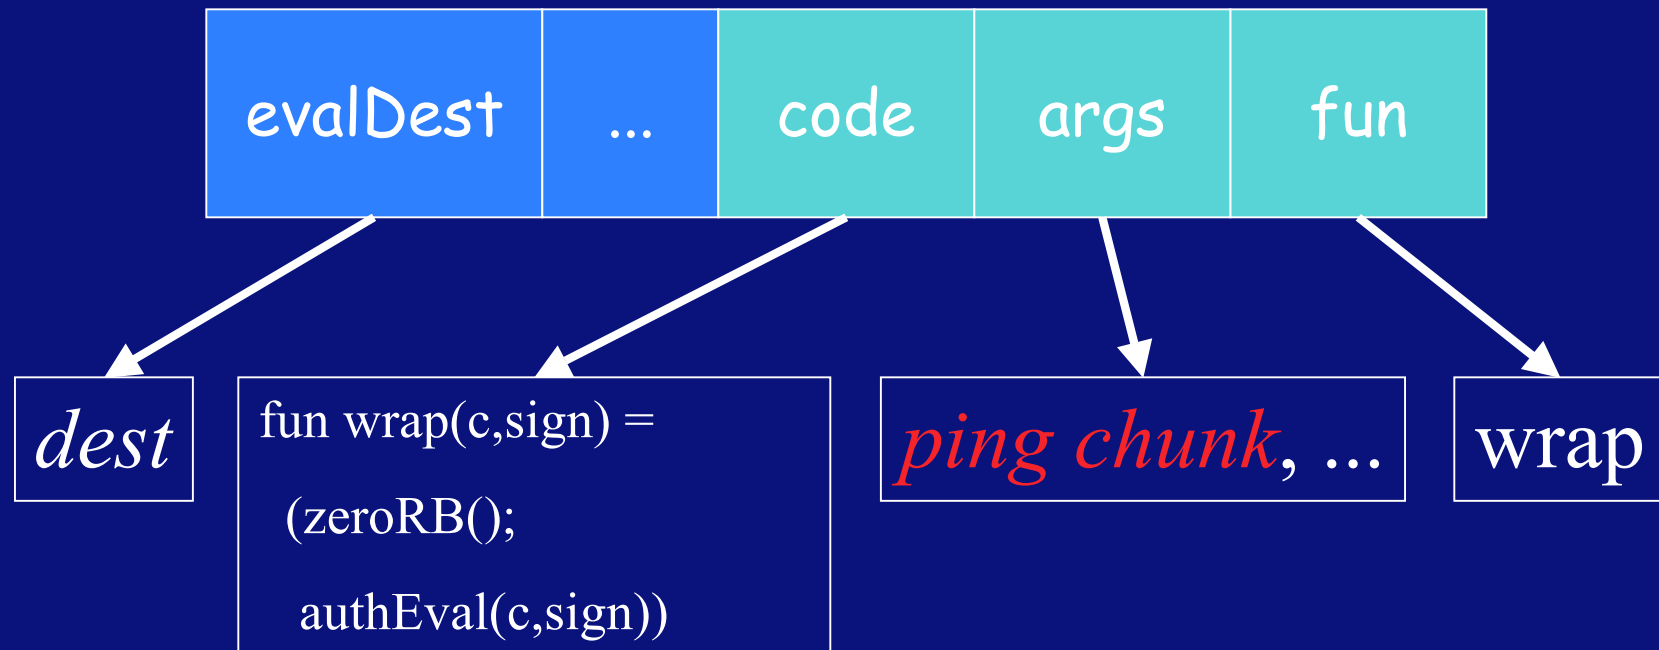 evalDest ... code args fun
dest
fun wrap(c,sign) =
(zeroRB();
authEval(c,sign))
ping chunk, ...
wrap